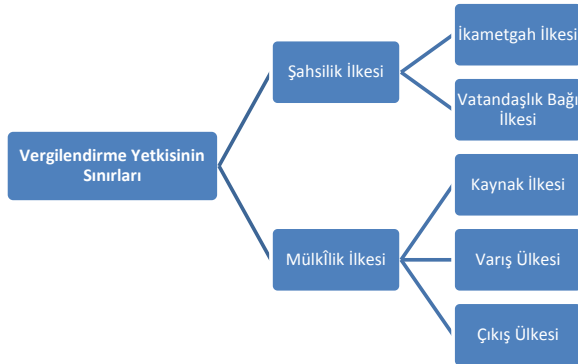 Vergilendirme Yetkisinin
Sınırları
Şahsilik İlkesi
İkametgah İlkesi
Vatandaşlık Bağı
İlkesi
MülkÎlik İlkesi
Kaynak İlkesi
Varış Ülkesi
Çıkış Ülkesi